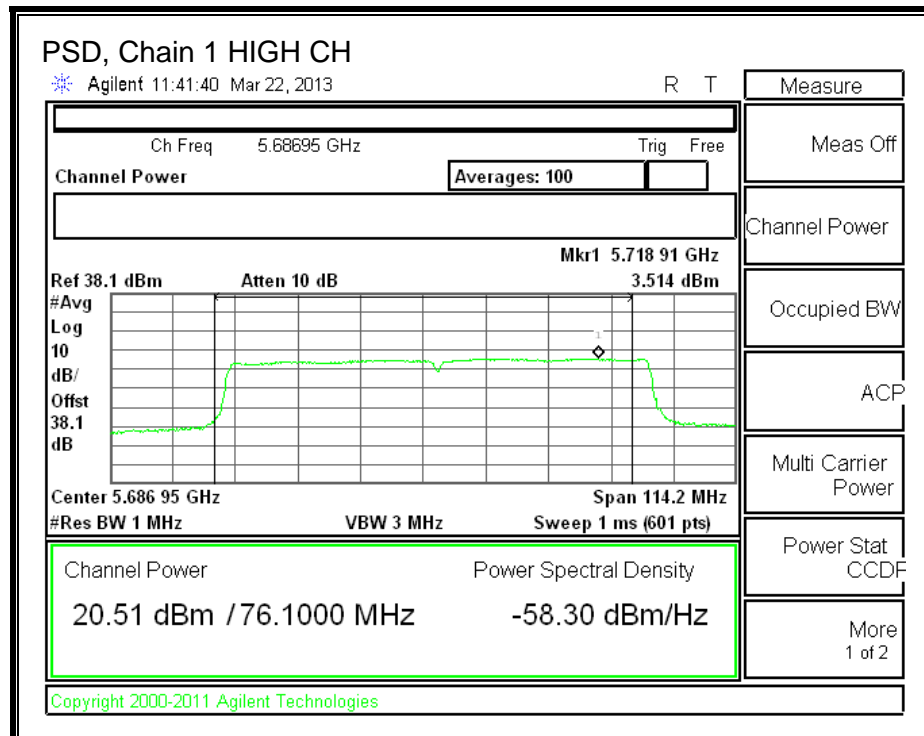 PSD, Chain 1 HIGH CH
Agilent 11:41:40 Mar 22, 2013 R T
Measure
Ch Freq 5.68695 GHz Trig Free
Meas Off
Channel Power Averages: 100
Channel Power
Mkr1 5.718 91 GHz
Ref 38.1 dBm Atten 10 dB 3.514 dBm
#Avg
Log
10
dB/
Offst
38.1
dB
1
Occupied BW
ACP
Multi Carrier
Power
Center 5.686 95 GHz Span 114.2 MHz
#Res BW 1 MHz VBW 3 MHz Sweep 1 ms (601 pts)
Power Stat
CCDF
Channel Power Power Spectral Density
20.51 dBm / 76.1000 MHz -58.30 dBm/Hz
More
1 of 2
Copyright 2000-2011 Agilent Technologies